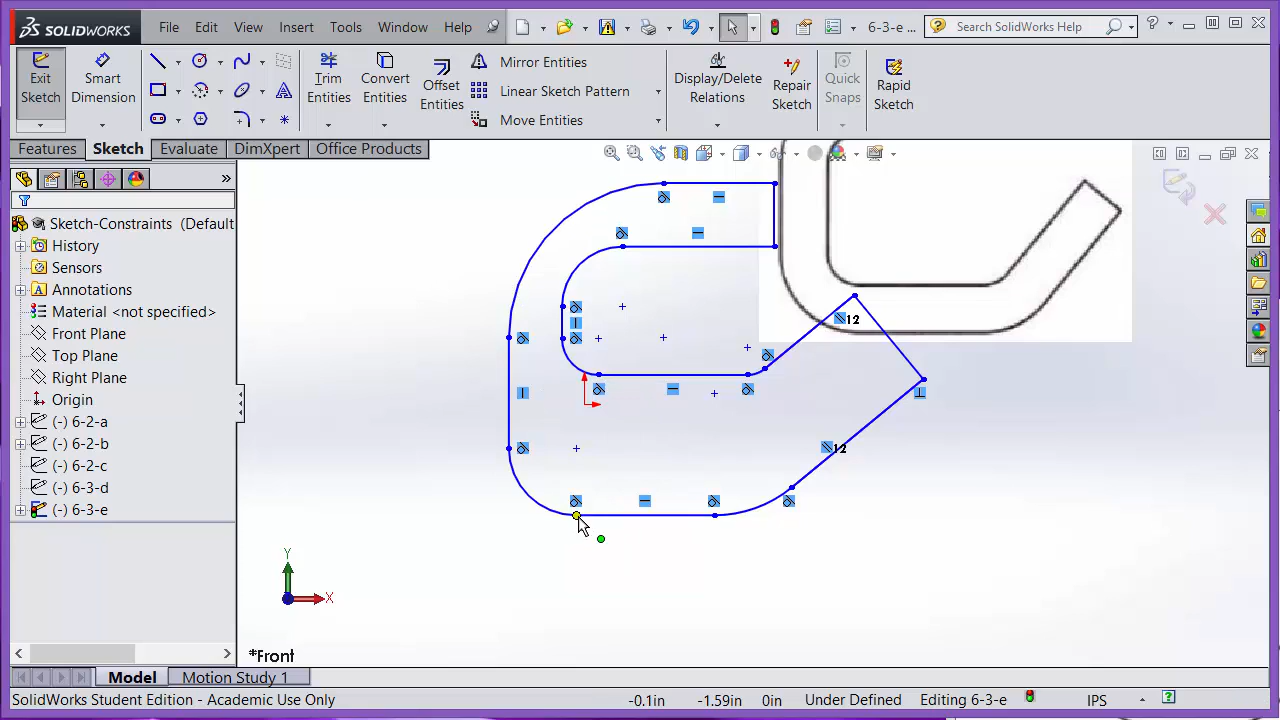 SOLIDWORKS File Edit View Insert Tools Window Help 6-3-e ... Search SolidWorks Help ?
Exit Sketch
Smart Dimension
Trim Entities
Convert Entities
Offset Entities
Mirror Entities
Linear Sketch Pattern
Move Entities
Display/Delete Relations
Repair Sketch
Quick Snaps
Rapid Sketch
Features Sketch Evaluate DimXpert Office Products
»
Sketch-Constraints (Default
History
Sensors
Annotations
Material <not specified>
Front Plane
Top Plane
Right Plane
Origin
(-) 6-2-a
(-) 6-2-b
(-) 6-2-c
(-) 6-3-d
(-) 6-3-e
12
12
Y
X
*Front
Model Motion Study 1
SolidWorks Student Edition - Academic Use Only -0.1in -1.59in 0in Under Defined Editing 6-3-e IPS ?